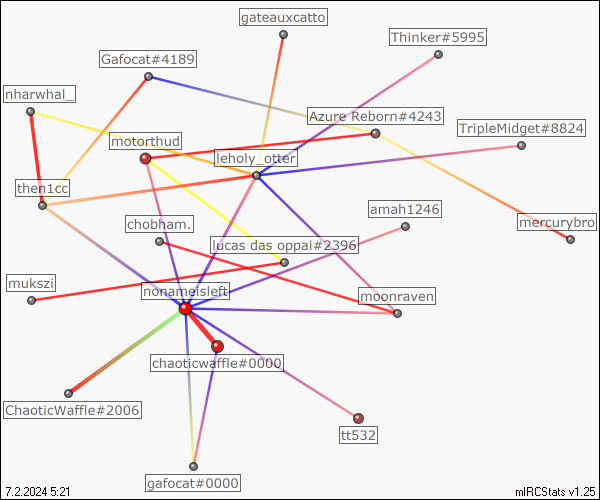 gateauxcatto
Thinker#5995
Gafocat#4189
nharwhal_
Azure Reborn#4243
TripleMidget#8824
motorthud
leholy_otter
then1cc
amah1246
chobham.
mercurybro
lucas das oppai#2396
mukszi
nonameisleft
moonraven
chaoticwaffle#0000
ChaoticWaffle#2006
tt532
gafocat#0000
7.2.2024 5:21
mIRCStats v1.25